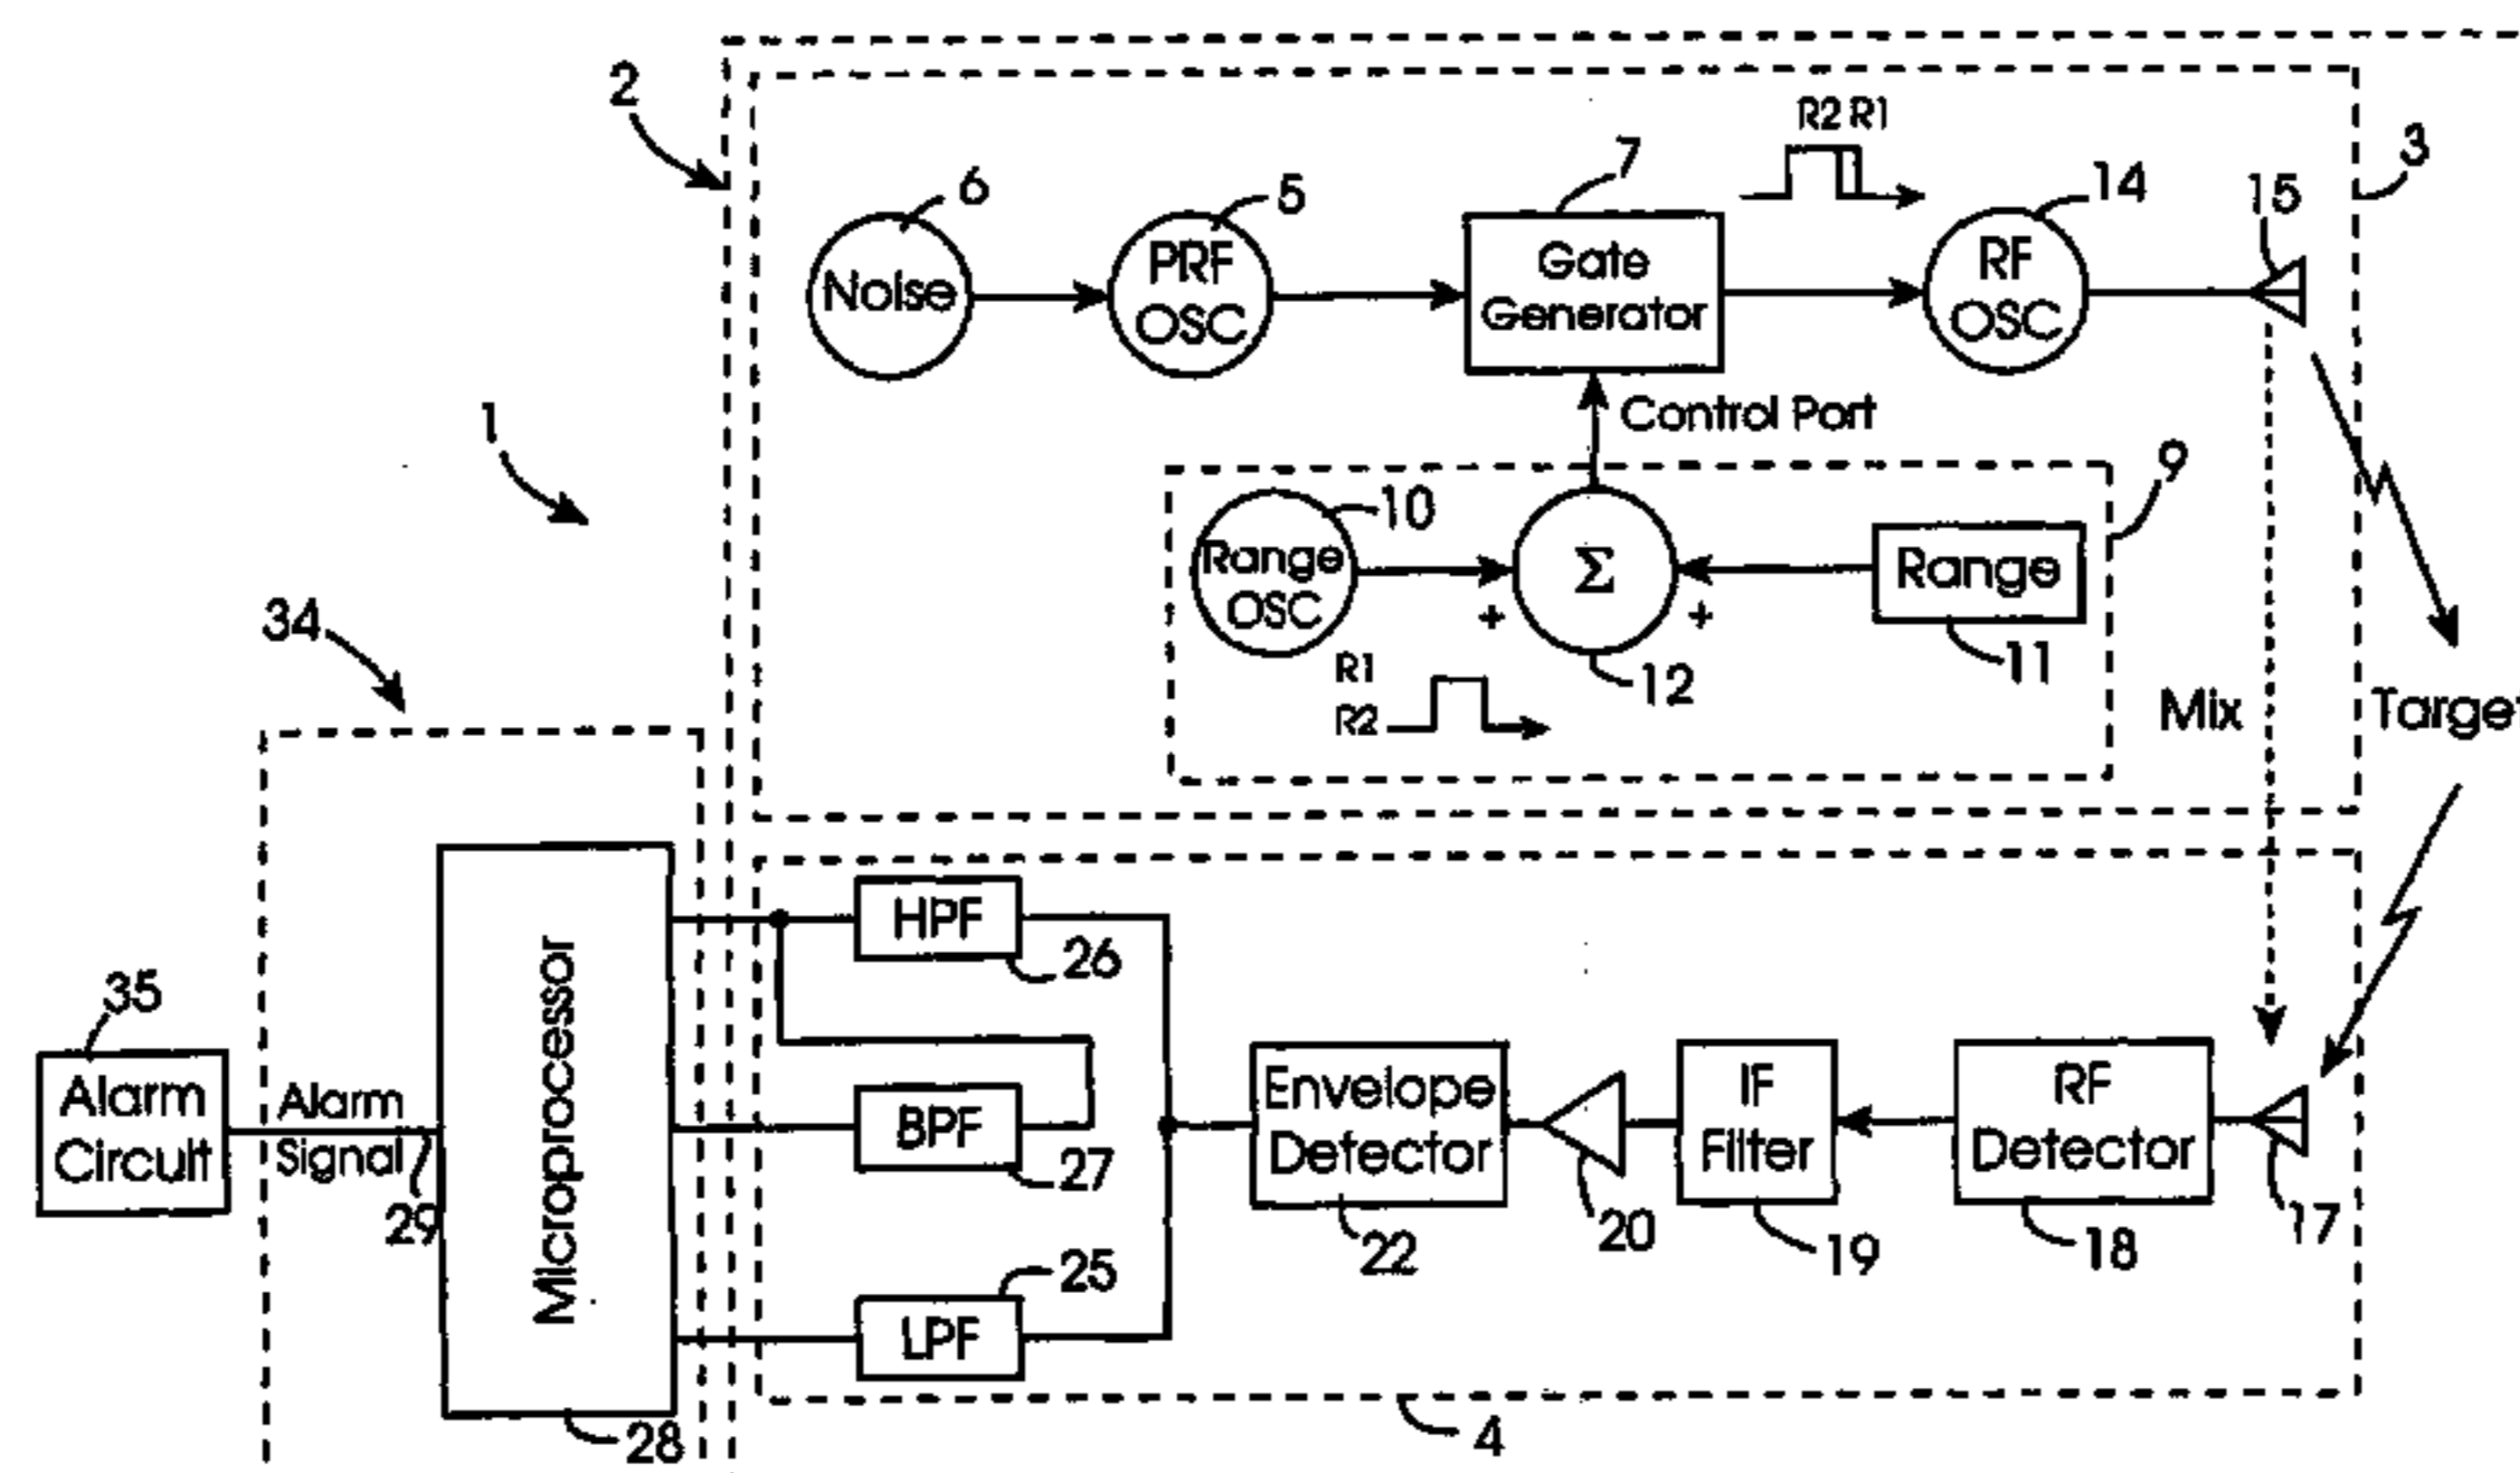 2
R2 R1
3
6
5
7
14
15
Noise
PRF
OSC
Gate
Generator
RF
OSC
1
Control Port
9
10
Range
OSC
Σ
Range
+
+
11
12
R1
R2
34
Mix
Target
HPF
26
35
Alarm
Circuit
Alarm
Signal
29
Microprocessor
28
BPF
27
Envelope
Detector
22
20
IF
Filter
19
RF
Detector
18
17
25
LPF
4